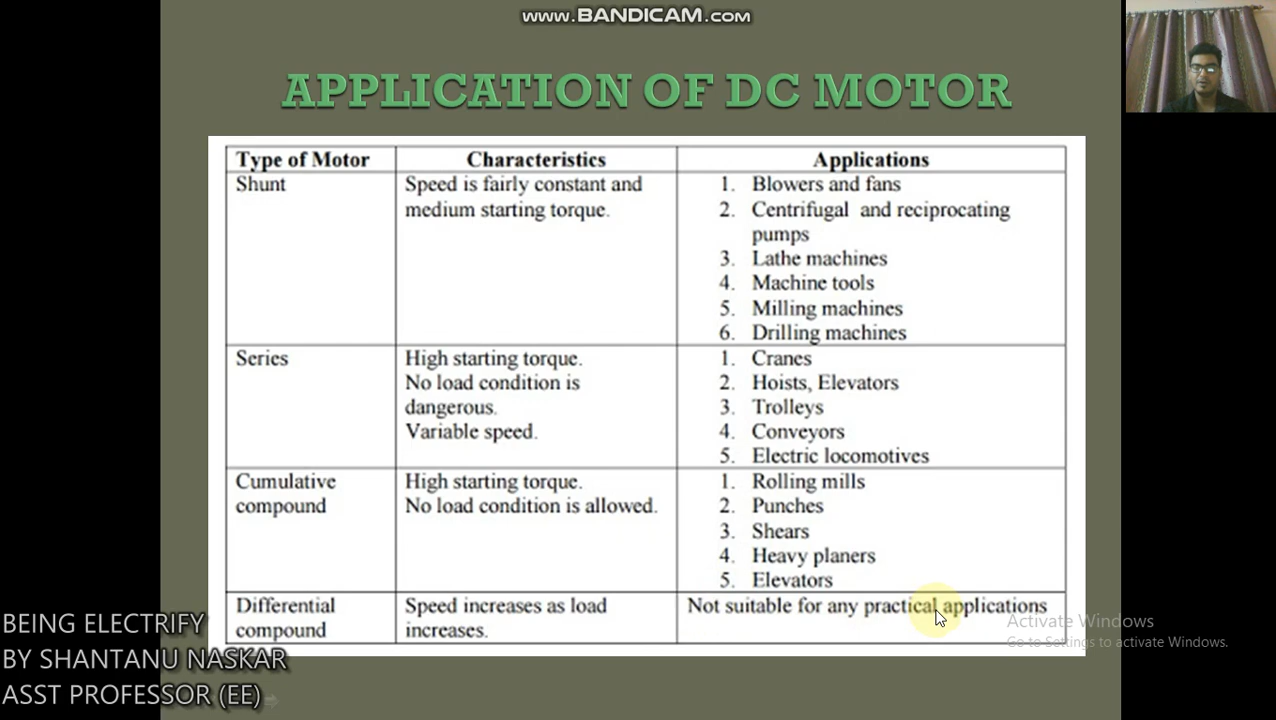 www.BANDICAM.com
APPLICATION OF DC MOTOR
Type of Motor Characteristics Applications
Shunt Speed is fairly constant and 1. Blowers and fans
medium starting torque. 2. Centrifugal and reciprocating
pumps
3. Lathe machines
4. Machine tools
5. Milling machines
6. Drilling machines
Series High starting torque. 1. Cranes
No load condition is 2. Hoists, Elevators
dangerous. 3. Trolleys
Variable speed. 4. Conveyors
5. Electric locomotives
Cumulative High starting torque. 1. Rolling mills
compound No load condition is allowed. 2. Punches
3. Shears
4. Heavy planers
5. Elevators
Differential Speed increases as load Not suitable for any practical applications
compound increases.
BEING ELECTRIFY
BY SHANTANU NASKAR
ASST PROFESSOR (EE)
Activate Windows
Go to Settings to activate Windows.